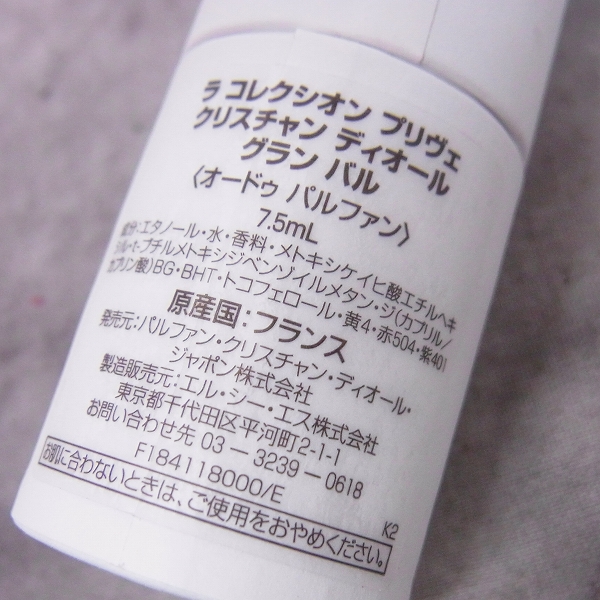 ラ コレクシオン プリヴェ
クリスチャン ディオール
グラン バル
〈オードゥ パルファン〉
7.5mL
成分:エタノール・水・香料・メトキシケイヒ酸エチルヘキ
シル・t-ブチルメトキシジベンゾイルメタン・ジ(カプリル/
カプリン酸)BG・BHT・トコフェロール・黄4・赤504・紫401
原産国:フランス
発売元:パルファン・クリスチャン・ディオール・
ジャポン株式会社
製造販売元:エル・シー・エス株式会社
東京都千代田区平河町2-1-1
お問い合わせ先 03 ― 3239 ― 0618
F184118000/E
K2
お肌に合わないときは、ご使用をおやめください。